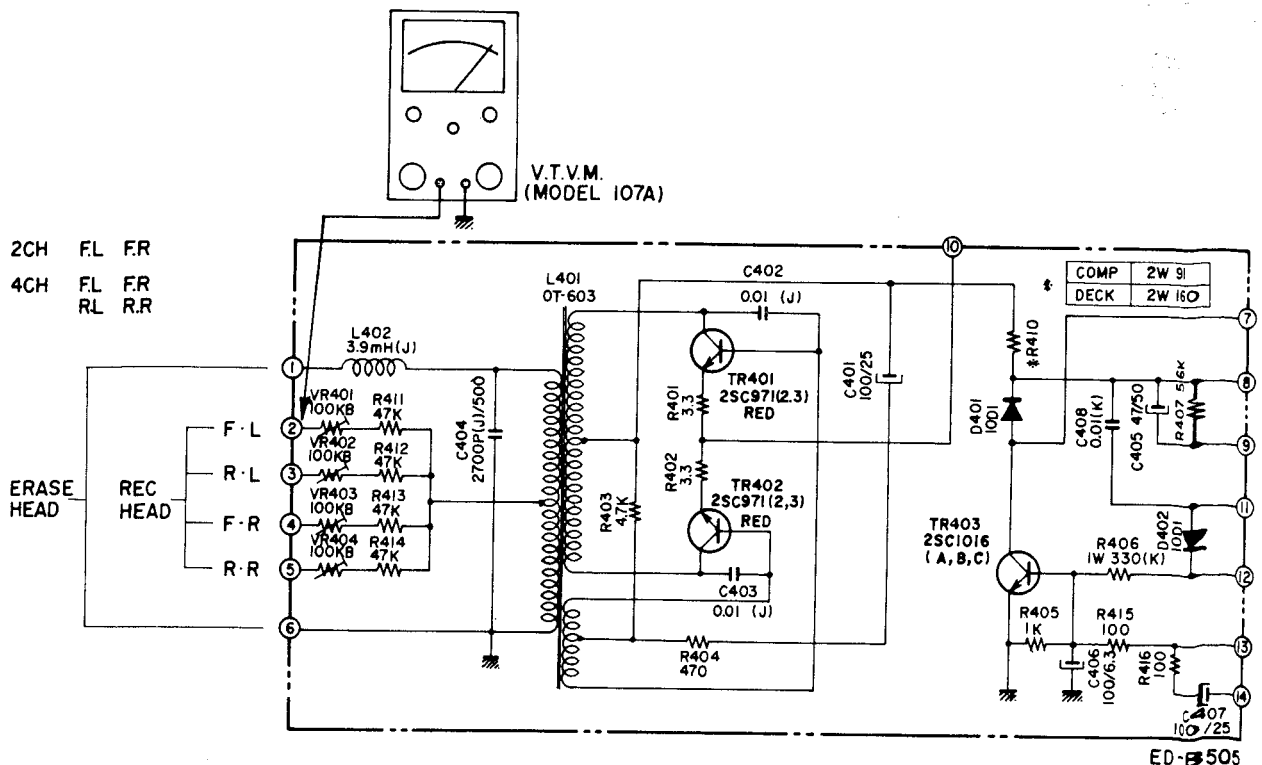 V.T.V.M.
(MODEL 107A)
2CH F.L F.R
4CH F.L F.R
R.L R.R
10
L401
OT-603
C402
0.01 (J)
*
COMP 2W 91
DECK 2W 160
7
L402
3.9mH(J)
1
TR401
2SC971(2.3)
RED
R401
3.3
C401
100/25
*R410
D401
10D1
C408
0.01(K)
C405 47/50
R407 5.6K
8
9
VR401
100KB
R411
47K
F·L
2
VR402
100KB
R412
47K
R·L
3
VR403
100KB
R413
47K
F·R
4
VR404
100KB
R414
47K
R·R
5
C404
2700P(J)/500
ERASE
HEAD
REC
HEAD
R402
3.3
R403
4.7K
TR402
2SC971(2,3)
RED
C403
0.01 (J)
TR403
2SC1016
(A,B,C)
11
D402
10D1
R406
1W 330(K)
12
6
R404
470
R405
1K
R415
100
13
C406
100/6.3
R416
100
14
C407
100/25